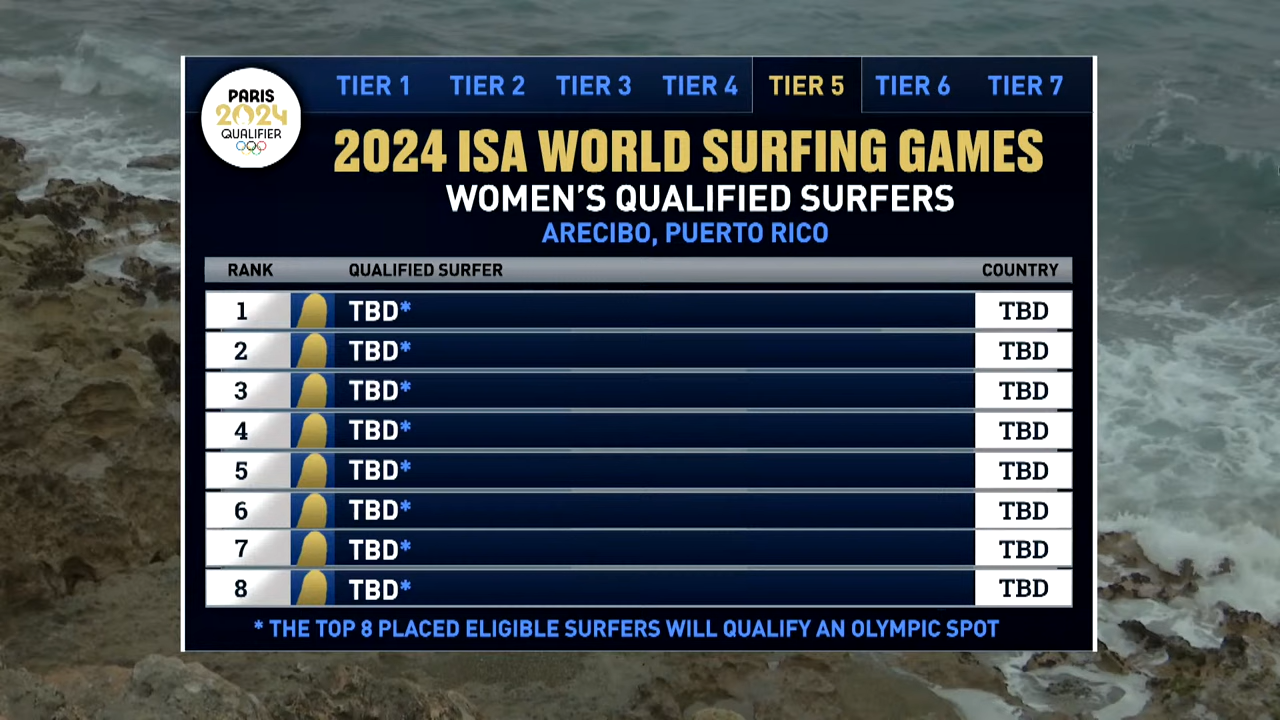 PARIS
2024
QUALIFIER
TIER 1 TIER 2 TIER 3 TIER 4 TIER 5 TIER 6 TIER 7
2024 ISA WORLD SURFING GAMES
WOMEN'S QUALIFIED SURFERS
ARECIBO, PUERTO RICO
RANK QUALIFIED SURFER COUNTRY
1 TBD* TBD
2 TBD* TBD
3 TBD* TBD
4 TBD* TBD
5 TBD* TBD
6 TBD* TBD
7 TBD* TBD
8 TBD* TBD
* THE TOP 8 PLACED ELIGIBLE SURFERS WILL QUALIFY AN OLYMPIC SPOT